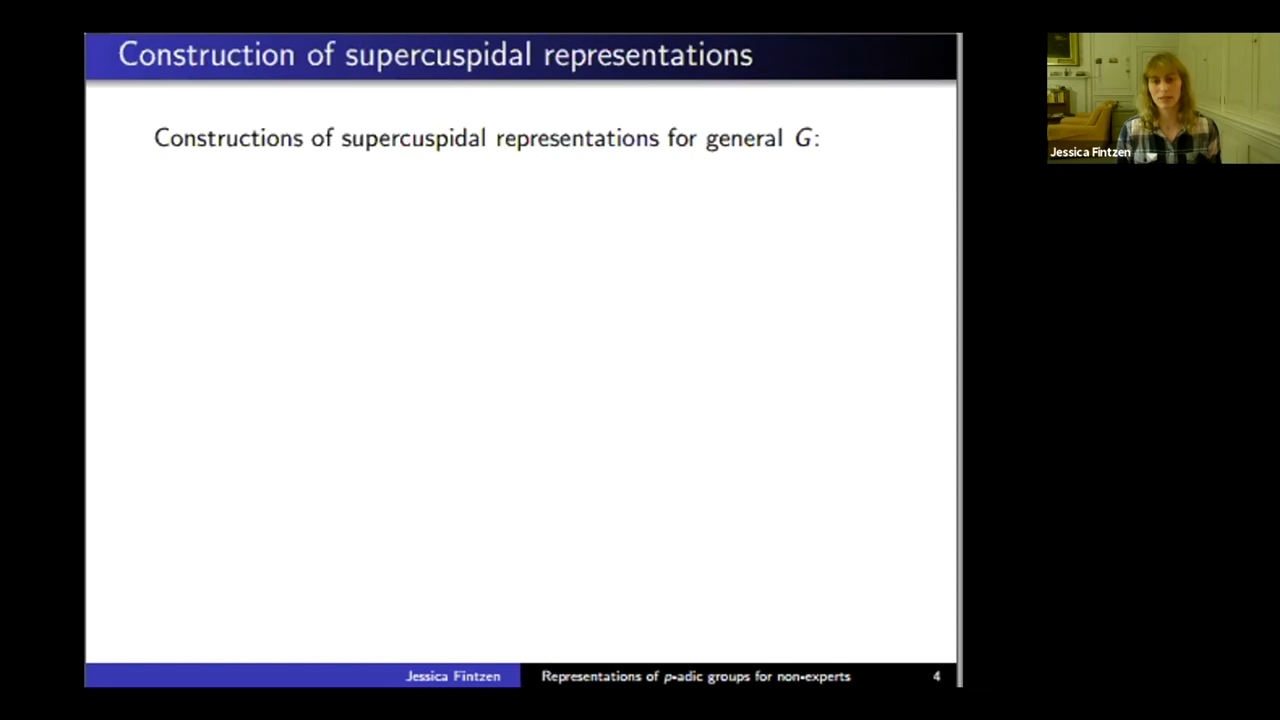 Construction of supercuspidal representations
Constructions of supercuspidal representations for general G:
Jessica Fintzen
Jessica Fintzen Representations of p-adic groups for non-experts 4